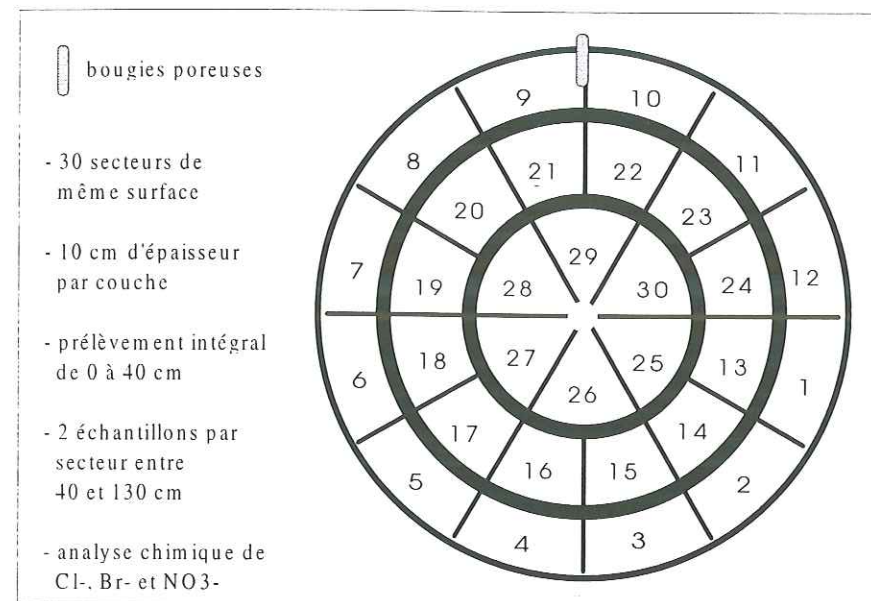 bougies poreuses
- 30 secteurs de
même surface
- 10 cm d'épaisseur
par couche
- prélèvement intégral
de 0 à 40 cm
- 2 échantillons par
secteur entre
40 et 130 cm
- analyse chimique de
Cl-, Br- et NO3-
9 10
8 11
21 22
20 23
7 12
29
19 24
28 30
18 13
27 25
6 1
26
17 14
16 15
5 2
4 3